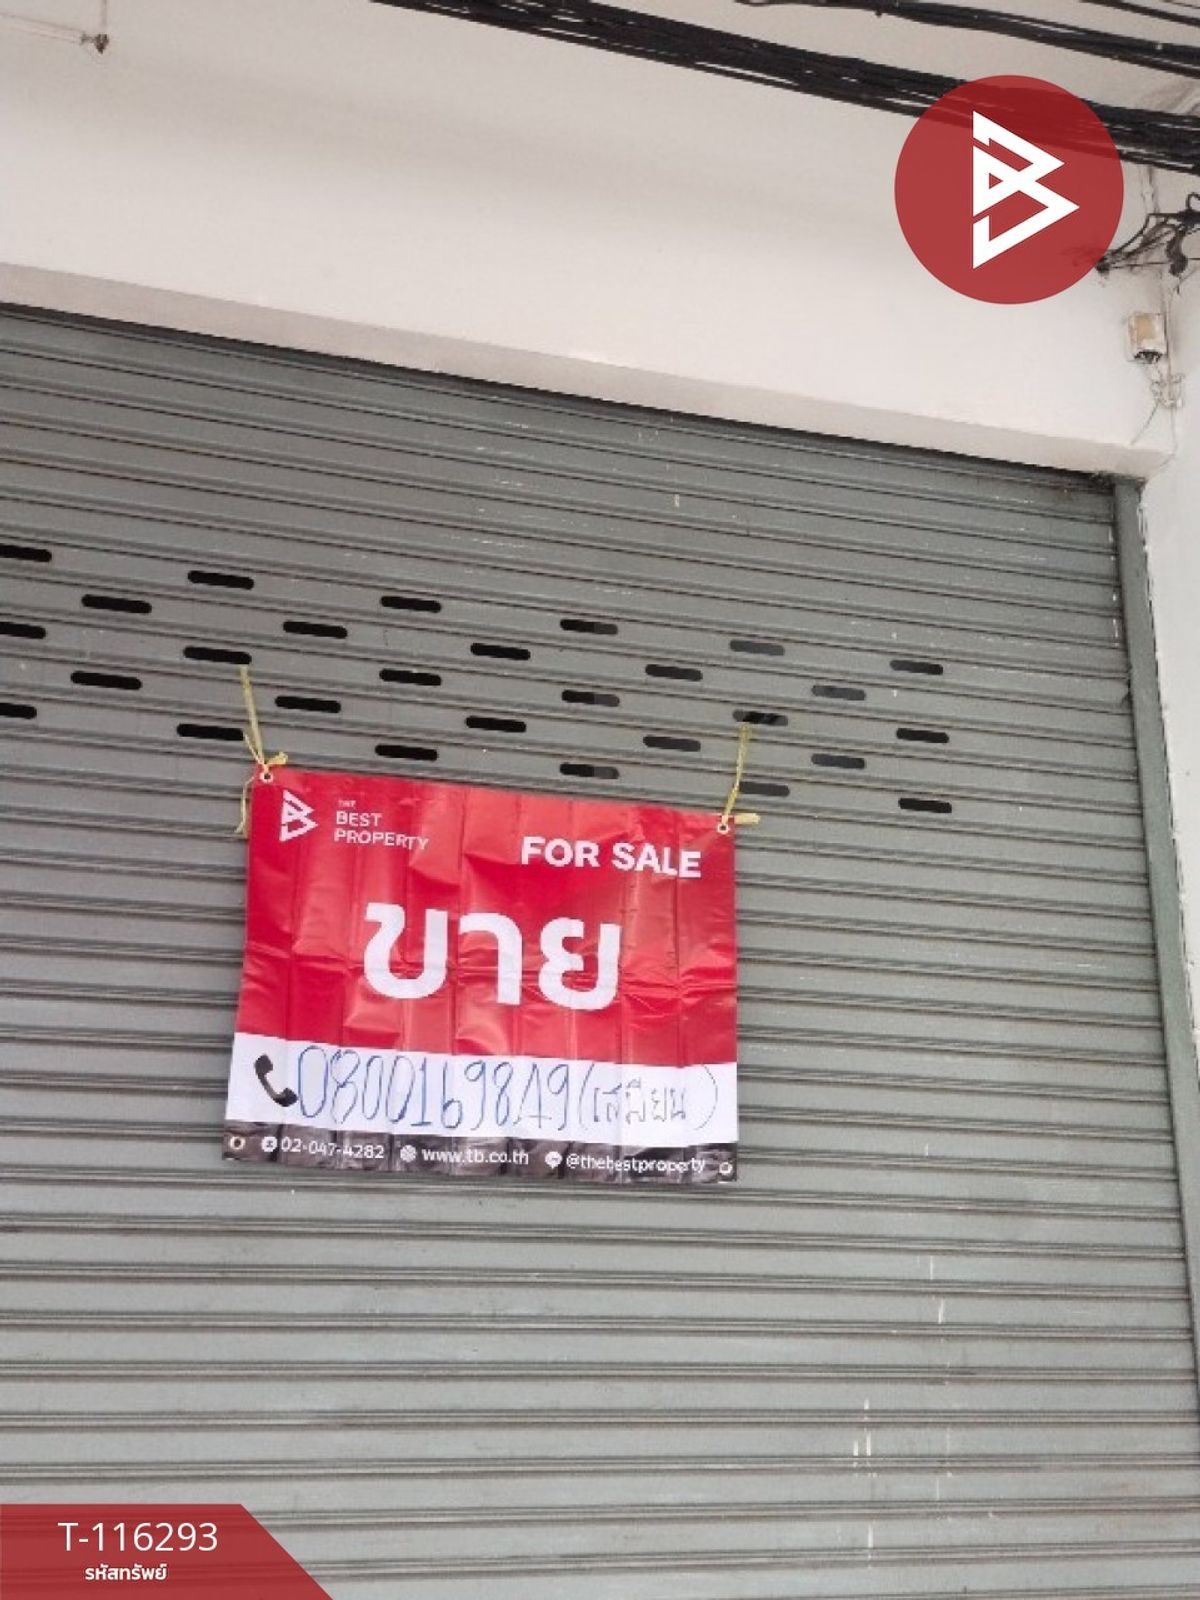 THE
BEST
PROPERTY
FOR SALE
ขาย
0800169849(เสมียน)
02-047-4282 www.tb.co.th @thebestproperty
T-116293
รหัสทรัพย์